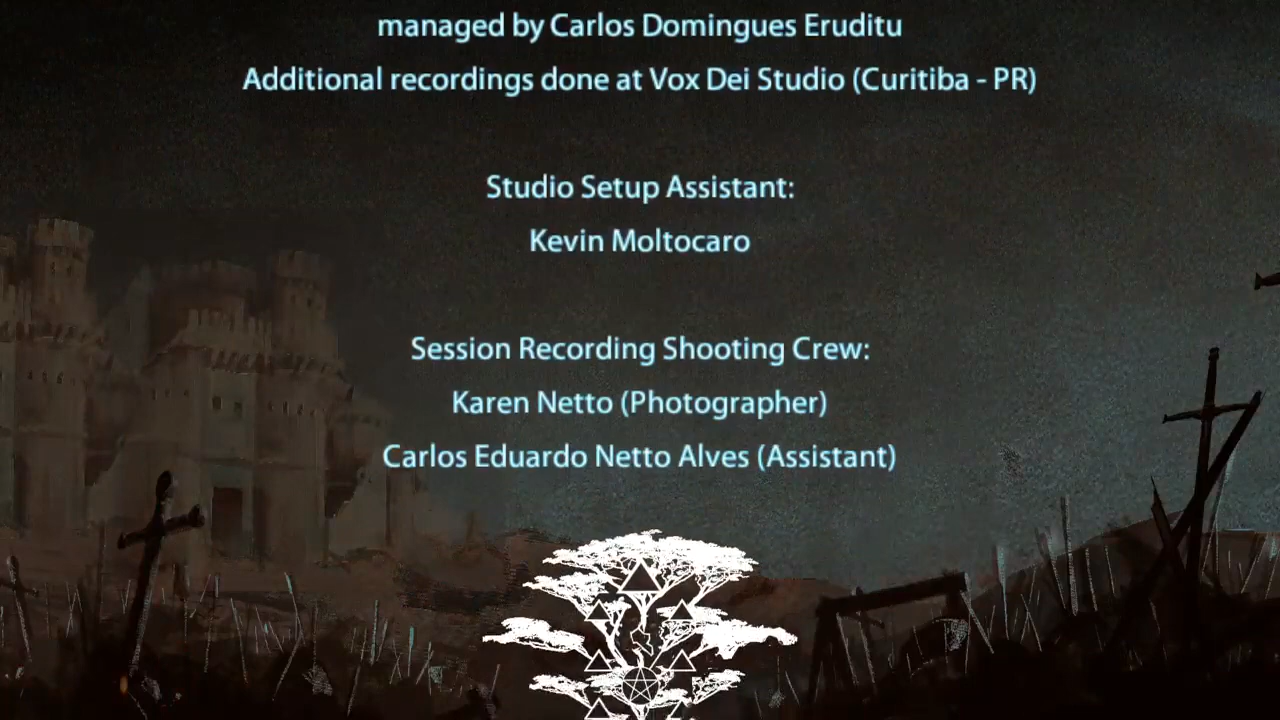 managed by Carlos Domingues Eruditu
Additional recordings done at Vox Dei Studio (Curitiba - PR)
Studio Setup Assistant:
Kevin Moltocaro
Session Recording Shooting Crew:
Karen Netto (Photographer)
Carlos Eduardo Netto Alves (Assistant)